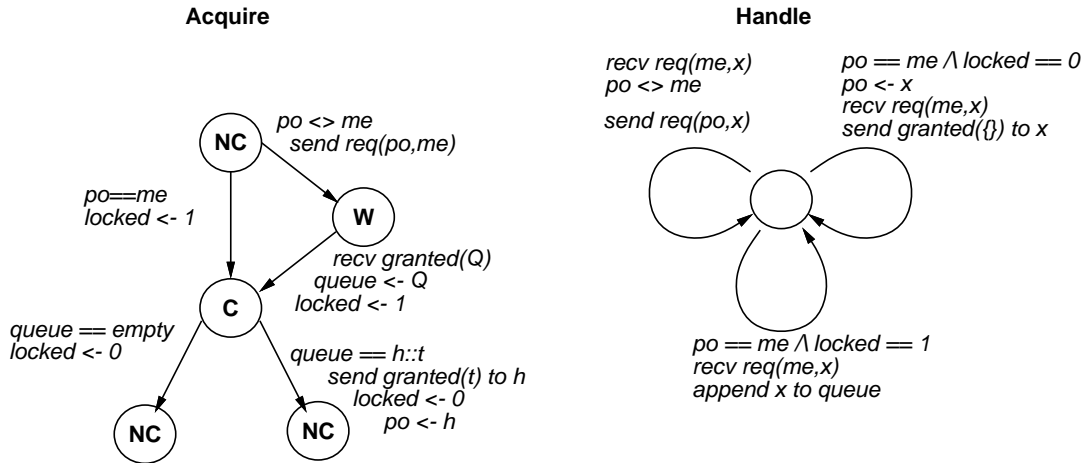 Acquire
NC
po <> me
send req(po,me)
po==me
locked <- 1
W
recv granted(Q)
queue <- Q
locked <- 1
C
queue == empty
locked <- 0
queue == h::t
send granted(t) to h
locked <- 0
po <- h
NC
NC
Handle
recv req(me,x)
po <> me
send req(po,x)
po == me /\ locked == 0
po <- x
recv req(me,x)
send granted({}) to x
po == me /\ locked == 1
recv req(me,x)
append x to queue